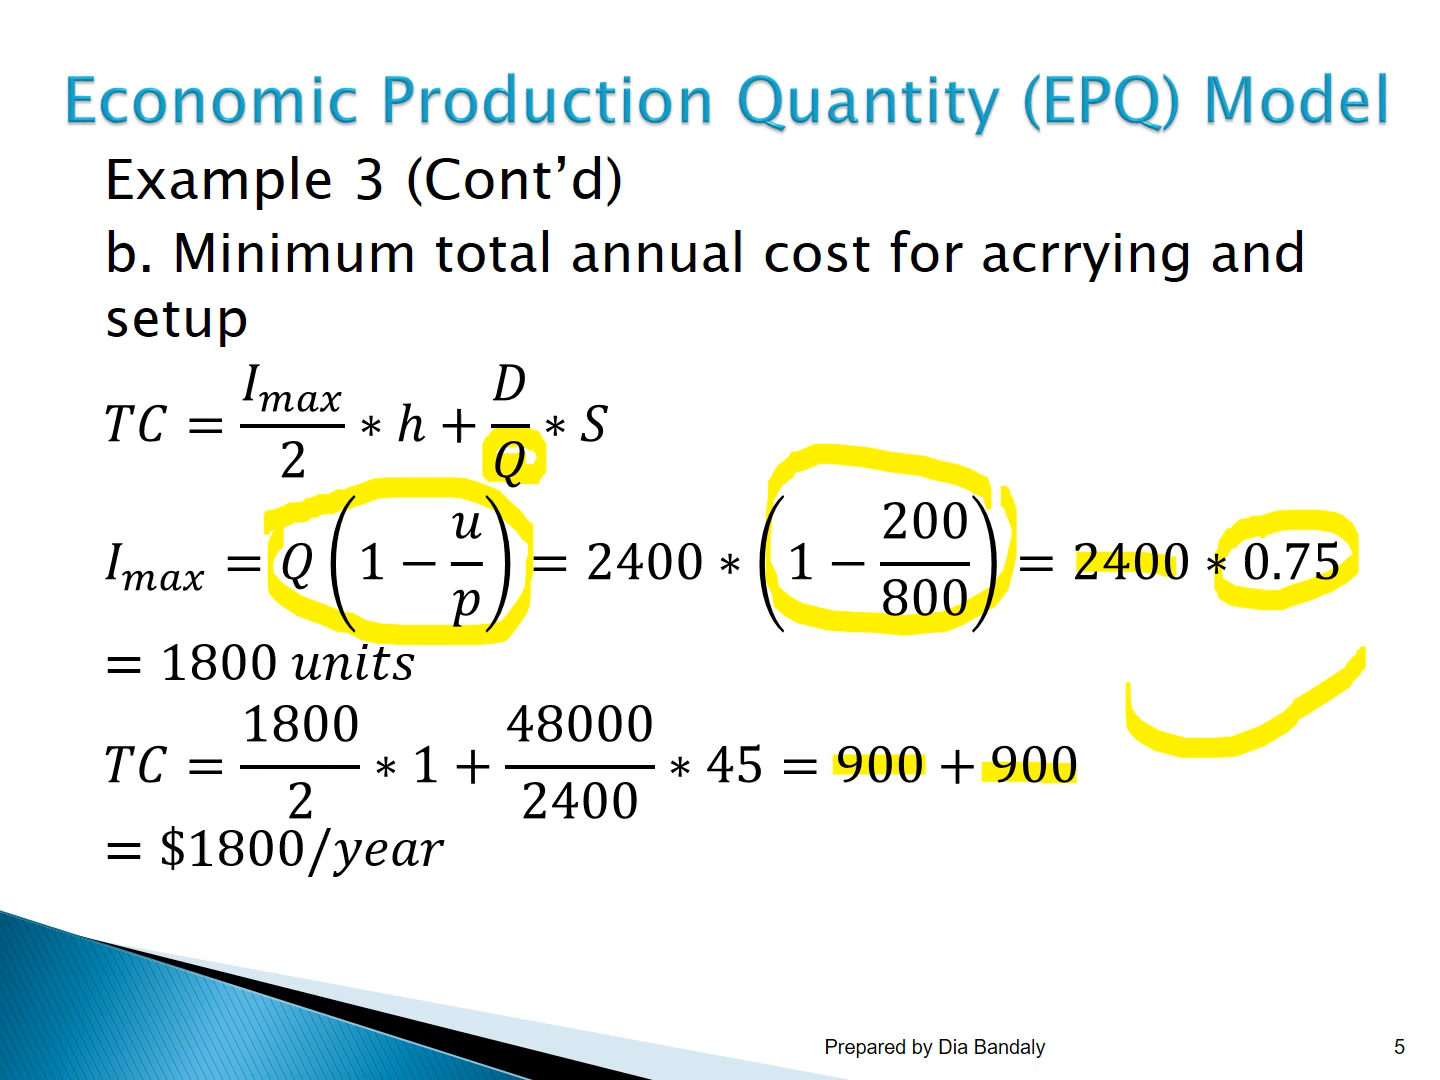 Economic Production Quantity (EPQ) Model
Example 3 (Cont’d)
b. Minimum total annual cost for acrrying and
setup
TC = I_max/2 * h + D/Q * S
I_max = Q(1 − u/p) = 2400 * (1 − 200/800) = 2400 * 0.75
= 1800 units
TC = 1800/2 * 1 + 48000/2400 * 45 = 900 + 900
= $1800/year
Prepared by Dia Bandaly 5